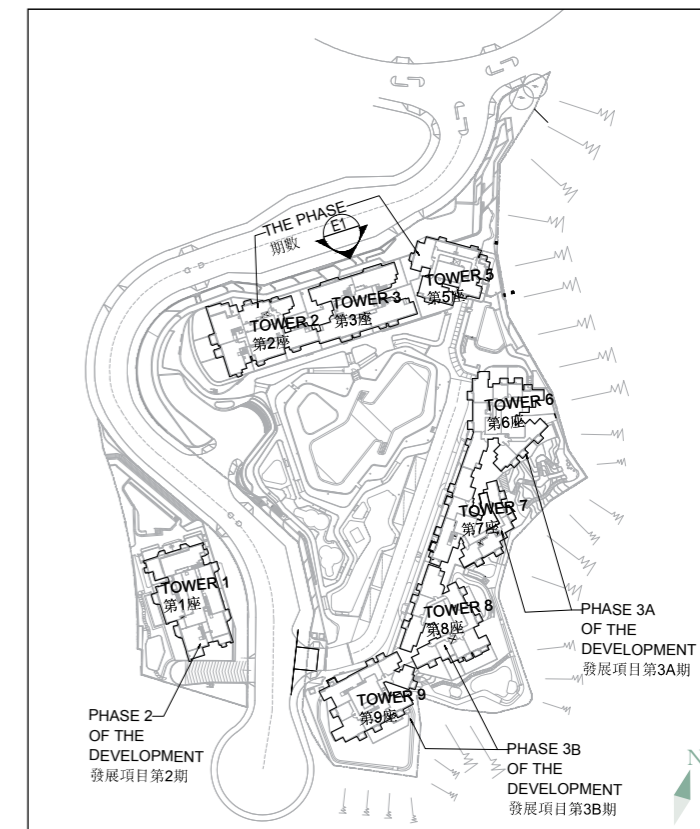 THE PHASE
期數
E1
TOWER 5
第5座
TOWER 3
第3座
TOWER 2
第2座
TOWER 6
第6座
TOWER 7
第7座
TOWER 1
第1座
TOWER 8
第8座
PHASE 3A
OF THE
DEVELOPMENT
發展項目第3A期
TOWER 9
第9座
PHASE 2
OF THE
DEVELOPMENT
發展項目第2期
PHASE 3B
OF THE
DEVELOPMENT
發展項目第3B期
N